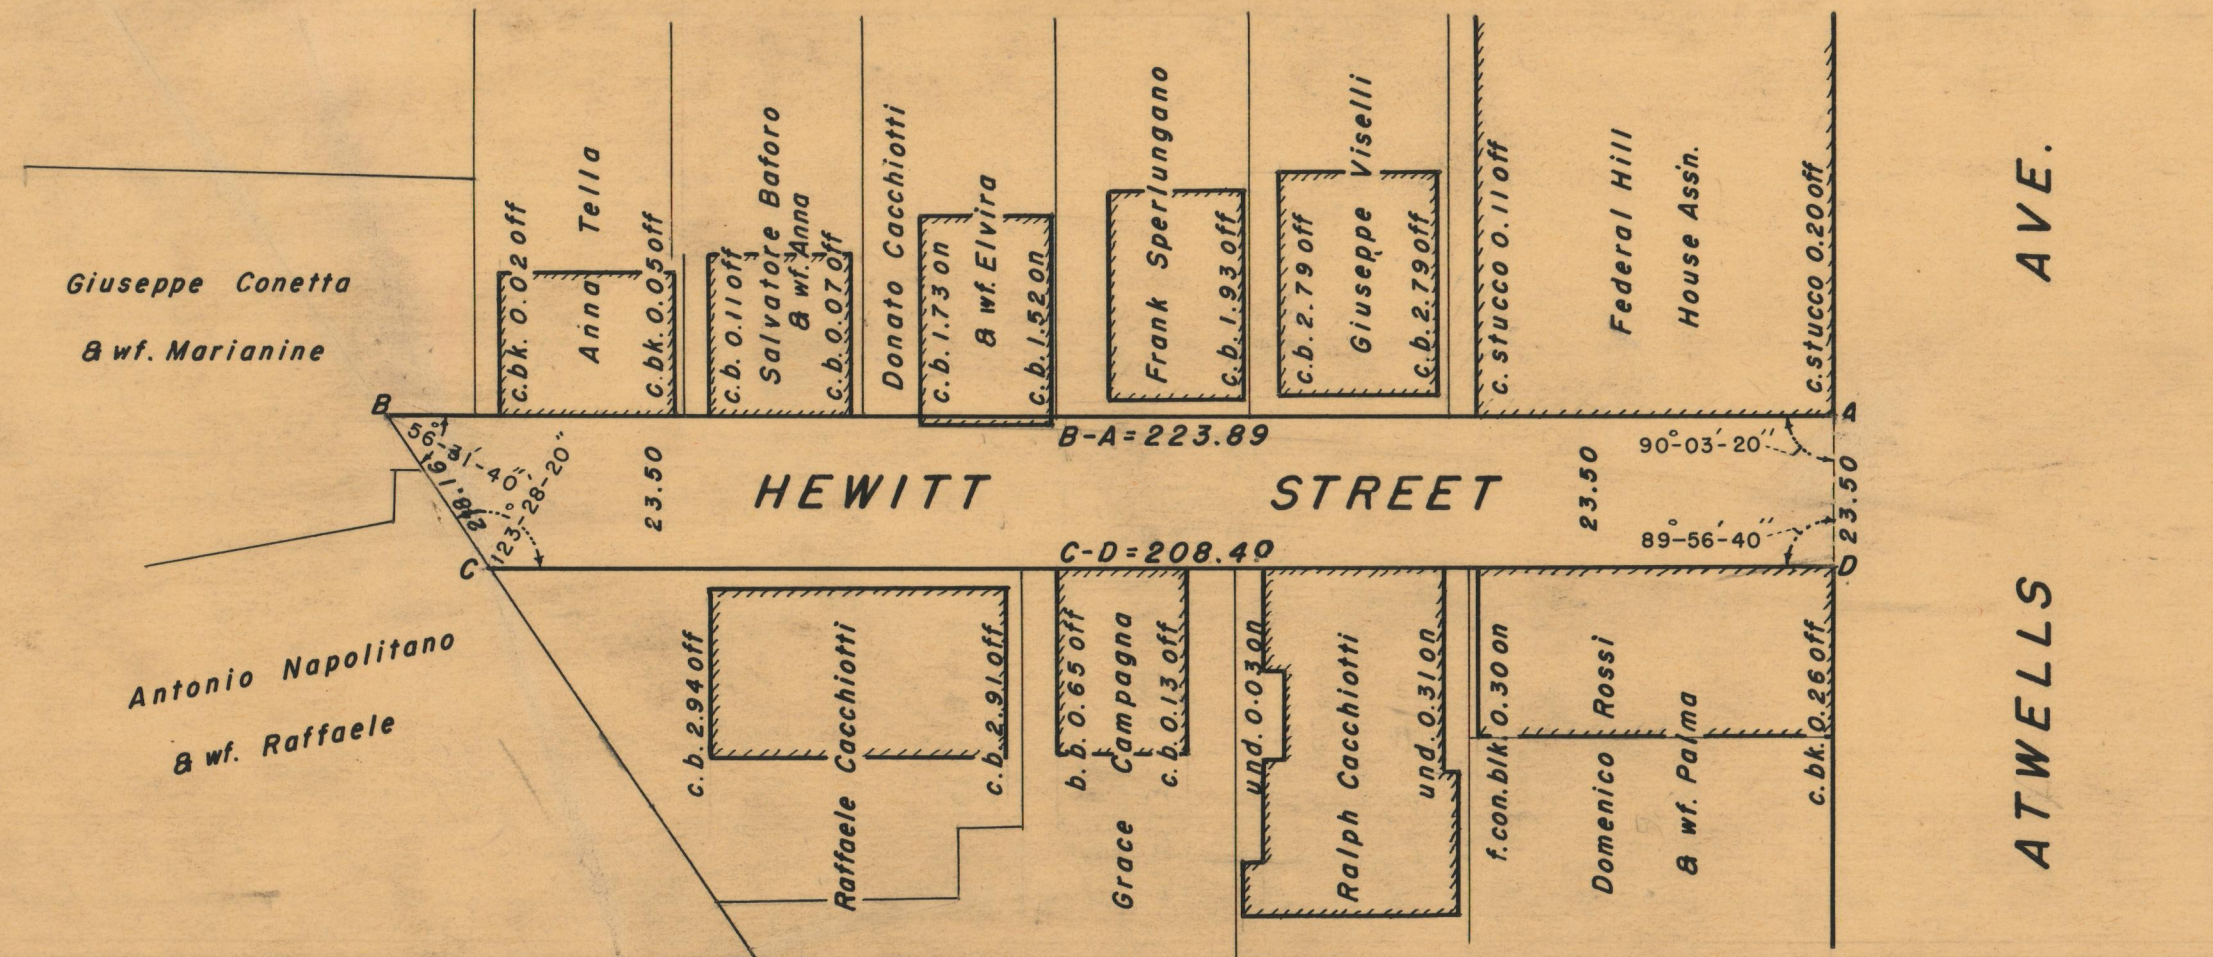 Giuseppe Conetta
& wf. Marianine
c.bk. 0.02 off
Anna Tella
c.bk. 0.05 off
c.b. 0.11 off
Salvatore Baforo
& wf. Anna
c.b. 0.07 off
Donato Cacchiotti
c.b. 1.73 on
& wf. Elvira
c.b. 1.52 on
Frank Sperlungano
c.b. 1.93 off
c.b. 2.79 off
Giuseppe Viselli
c.b. 2.79 off
c. stucco 0.11 off
Federal Hill
House Ass'n.
c. stucco 0.20 off
AVE.
B
A
56°-31'-40"
B-A=223.89
90°-03'-20"
28.16
123°-28'-20"
23.50
HEWITT STREET
23.50
23.50
89°-56'-40"
C
C-D=208.40
D
Antonio Napolitano
& wf. Raffaele
c.b. 2.94 off
Raffaele Cacchiotti
c.b. 2.91 off
b.b. 0.65 off
Grace Campagna
c.b. 0.13 off
und. 0.03 on
Ralph Cacchiotti
und. 0.31 on
f.con.blk. 0.30 on
Domenico Rossi
& wf. Palma
c.bk. 0.26 off
ATWELLS